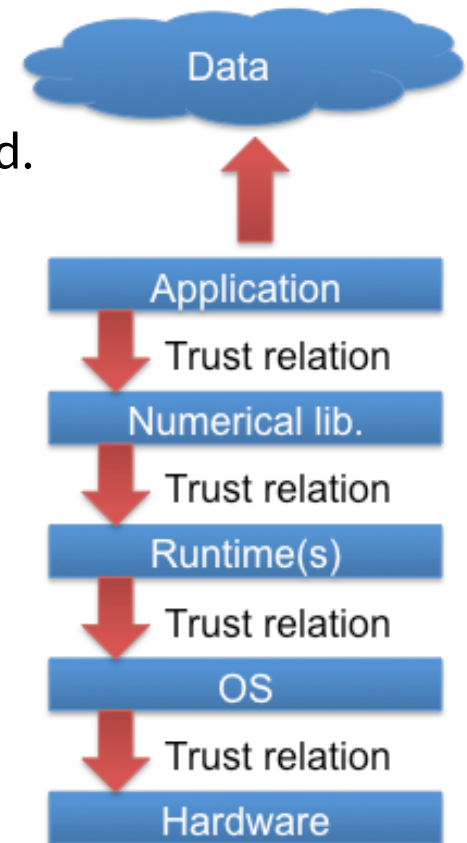 Data
d.
Application
Trust relation
Numerical lib.
Trust relation
Runtime(s)
Trust relation
OS
Trust relation
Hardware